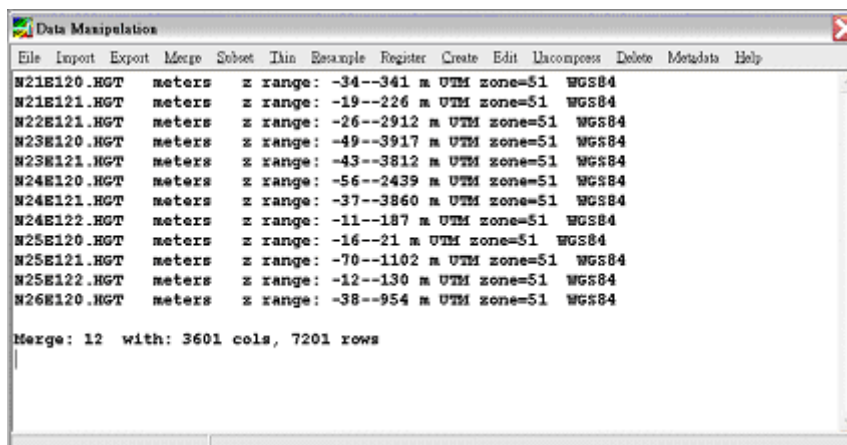 Data Manipulation
File Import Export Merge Subset Thin Resample Register Create Edit Uncompress Delete Metadata Help
N21E120.HGT meters z range: -34--341 m UTM zone=51 WGS84
N21E121.HGT meters z range: -19--226 m UTM zone=51 WGS84
N22E121.HGT meters z range: -26--2912 m UTM zone=51 WGS84
N23E120.HGT meters z range: -49--3917 m UTM zone=51 WGS84
N23E121.HGT meters z range: -43--3812 m UTM zone=51 WGS84
N24E120.HGT meters z range: -56--2439 m UTM zone=51 WGS84
N24E121.HGT meters z range: -37--3860 m UTM zone=51 WGS84
N24E122.HGT meters z range: -11--187 m UTM zone=51 WGS84
N25E120.HGT meters z range: -16--21 m UTM zone=51 WGS84
N25E121.HGT meters z range: -70--1102 m UTM zone=51 WGS84
N25E122.HGT meters z range: -12--130 m UTM zone=51 WGS84
N26E120.HGT meters z range: -38--954 m UTM zone=51 WGS84
Merge: 12 with: 3601 cols, 7201 rows